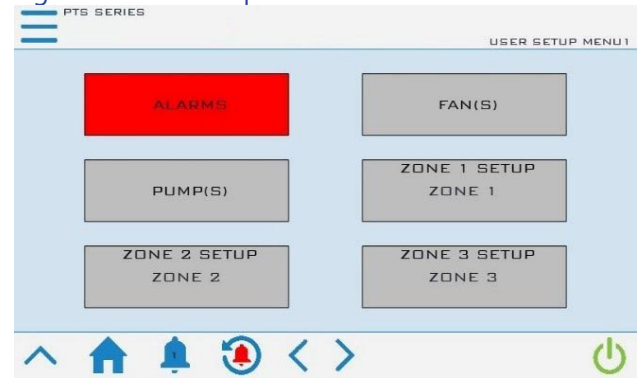 PTS SERIES
USER SETUP MENU1
ALARMS
FAN(S)
PUMP(S)
ZONE 1 SETUP
ZONE 1
ZONE 2 SETUP
ZONE 2
ZONE 3 SETUP
ZONE 3